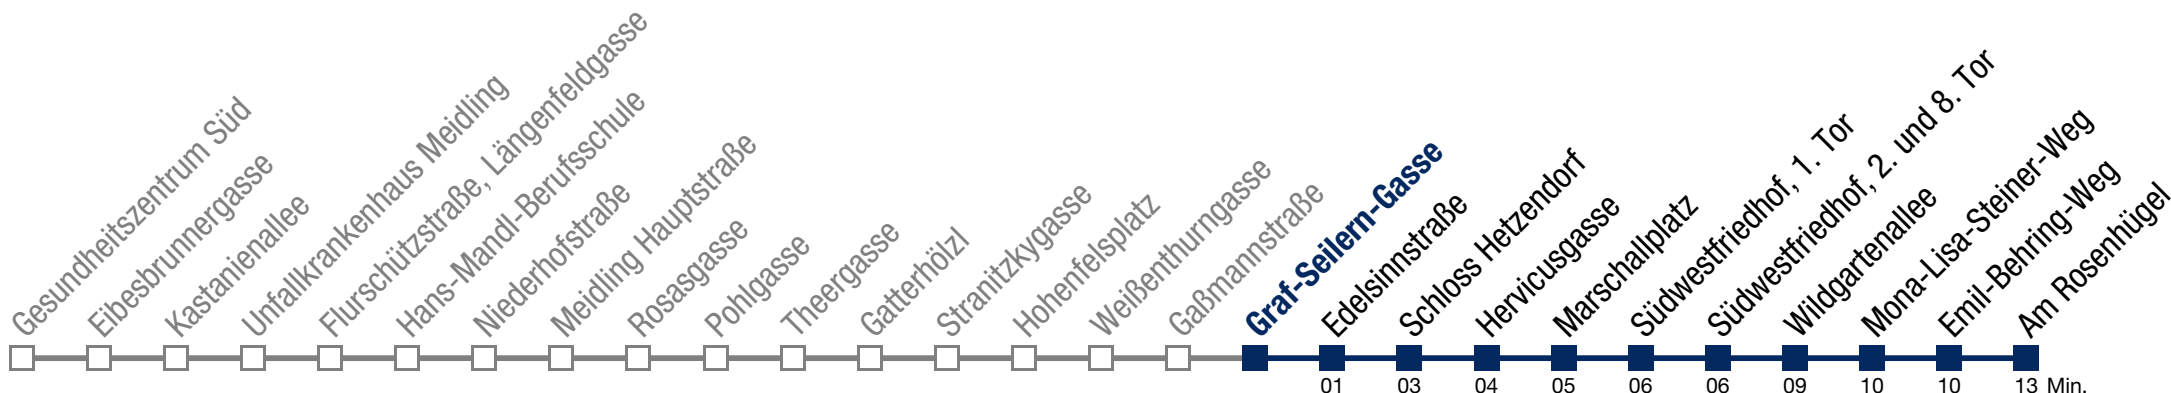 Gesundheitszentrum Süd
Eibesbrunnergasse
Kastanienallee
Unfallkrankenhaus Meidling
Flurschützstraße, Längenfeldgasse
Hans-Mandl-Berufsschule
Niederhofstraße
Meidling Hauptstraße
Rosasgasse
Pohlgasse
Theergasse
Gatterhölzl
Stranitzkygasse
Hohenfelsplatz
Weißenthurngasse
Gaßmannstraße
Graf-Seilern-Gasse
Edelsinnstraße
Schloss Hetzendorf
Hervicusgasse
Marschallplatz
Südwestfriedhof, 1. Tor
Südwestfriedhof, 2. und 8. Tor
Wildgartenallee
Mona-Lisa-Steiner-Weg
Emil-Behring-Weg
Am Rosenhügel
01 03 04 05 06 06 09 10 10 13 Min.